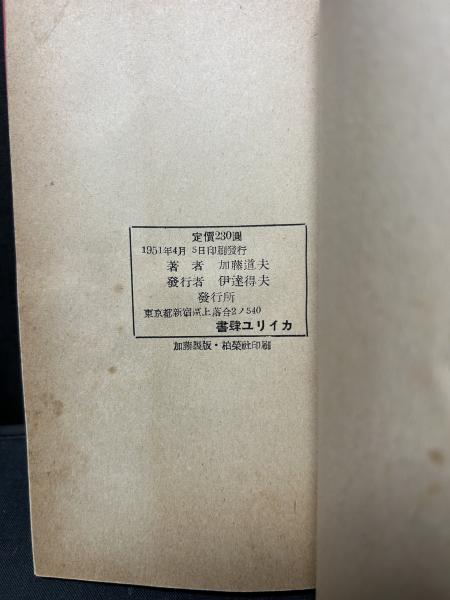 定價230圓
1951年4月 5日印刷發行
著 者 加藤道夫
發行者 伊達得夫
發行所
東京都新宿區上落合2ノ540
書肆ユリイカ
加藤製版・柏榮社印刷